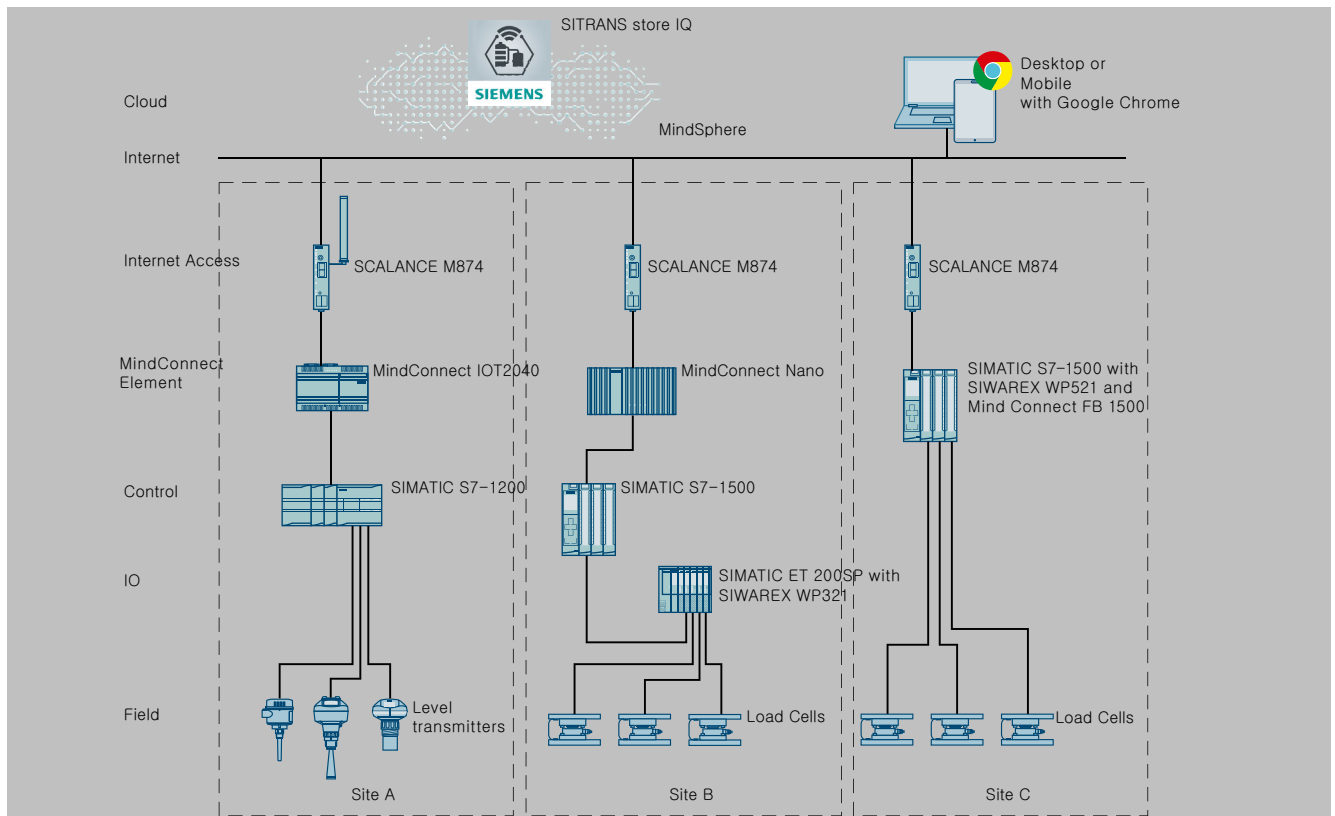 SITRANS store IQ
SIEMENS
Desktop or
Mobile
with Google Chrome
Cloud
MindSphere
Internet
Internet Access
SCALANCE M874
SCALANCE M874
SCALANCE M874
MindConnect
Element
MindConnect IOT2040
MindConnect Nano
SIMATIC S7-1500 with
SIWAREX WP521 and
Mind Connect FB 1500
Control
SIMATIC S7-1200
SIMATIC S7-1500
IO
SIMATIC ET 200SP with
SIWAREX WP321
Field
Level
transmitters
Load Cells
Load Cells
Site A
Site B
Site C